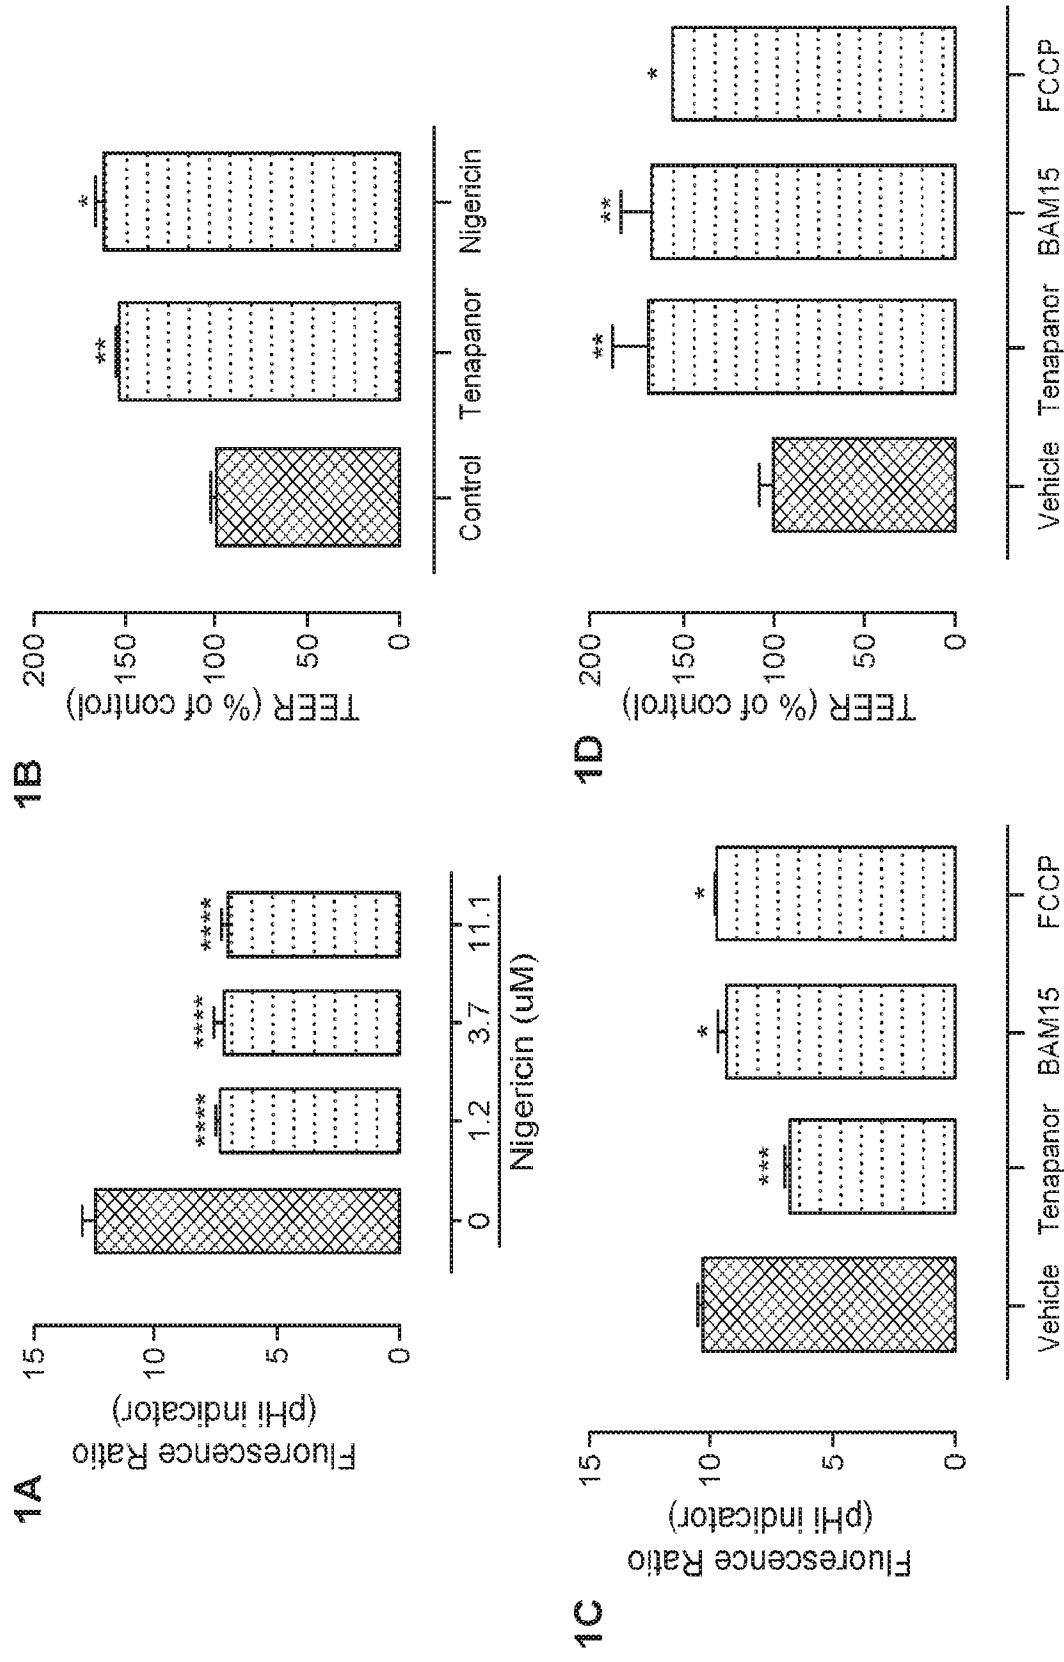 1A
Fluorescence Ratio
(pHi indicator)
15
10
5
0
****
****
****
0 1.2 3.7 11.1
Nigericin (uM)
1B
TEER (% of control)
200
150
100
50
0
**
*
Control Tenapanor Nigericin
1C
Fluorescence Ratio
(pHi indicator)
15
10
5
0
***
*
*
Vehicle Tenapanor BAM15 FCCP
1D
TEER (% of control)
200
150
100
50
0
**
**
*
Vehicle Tenapanor BAM15 FCCP